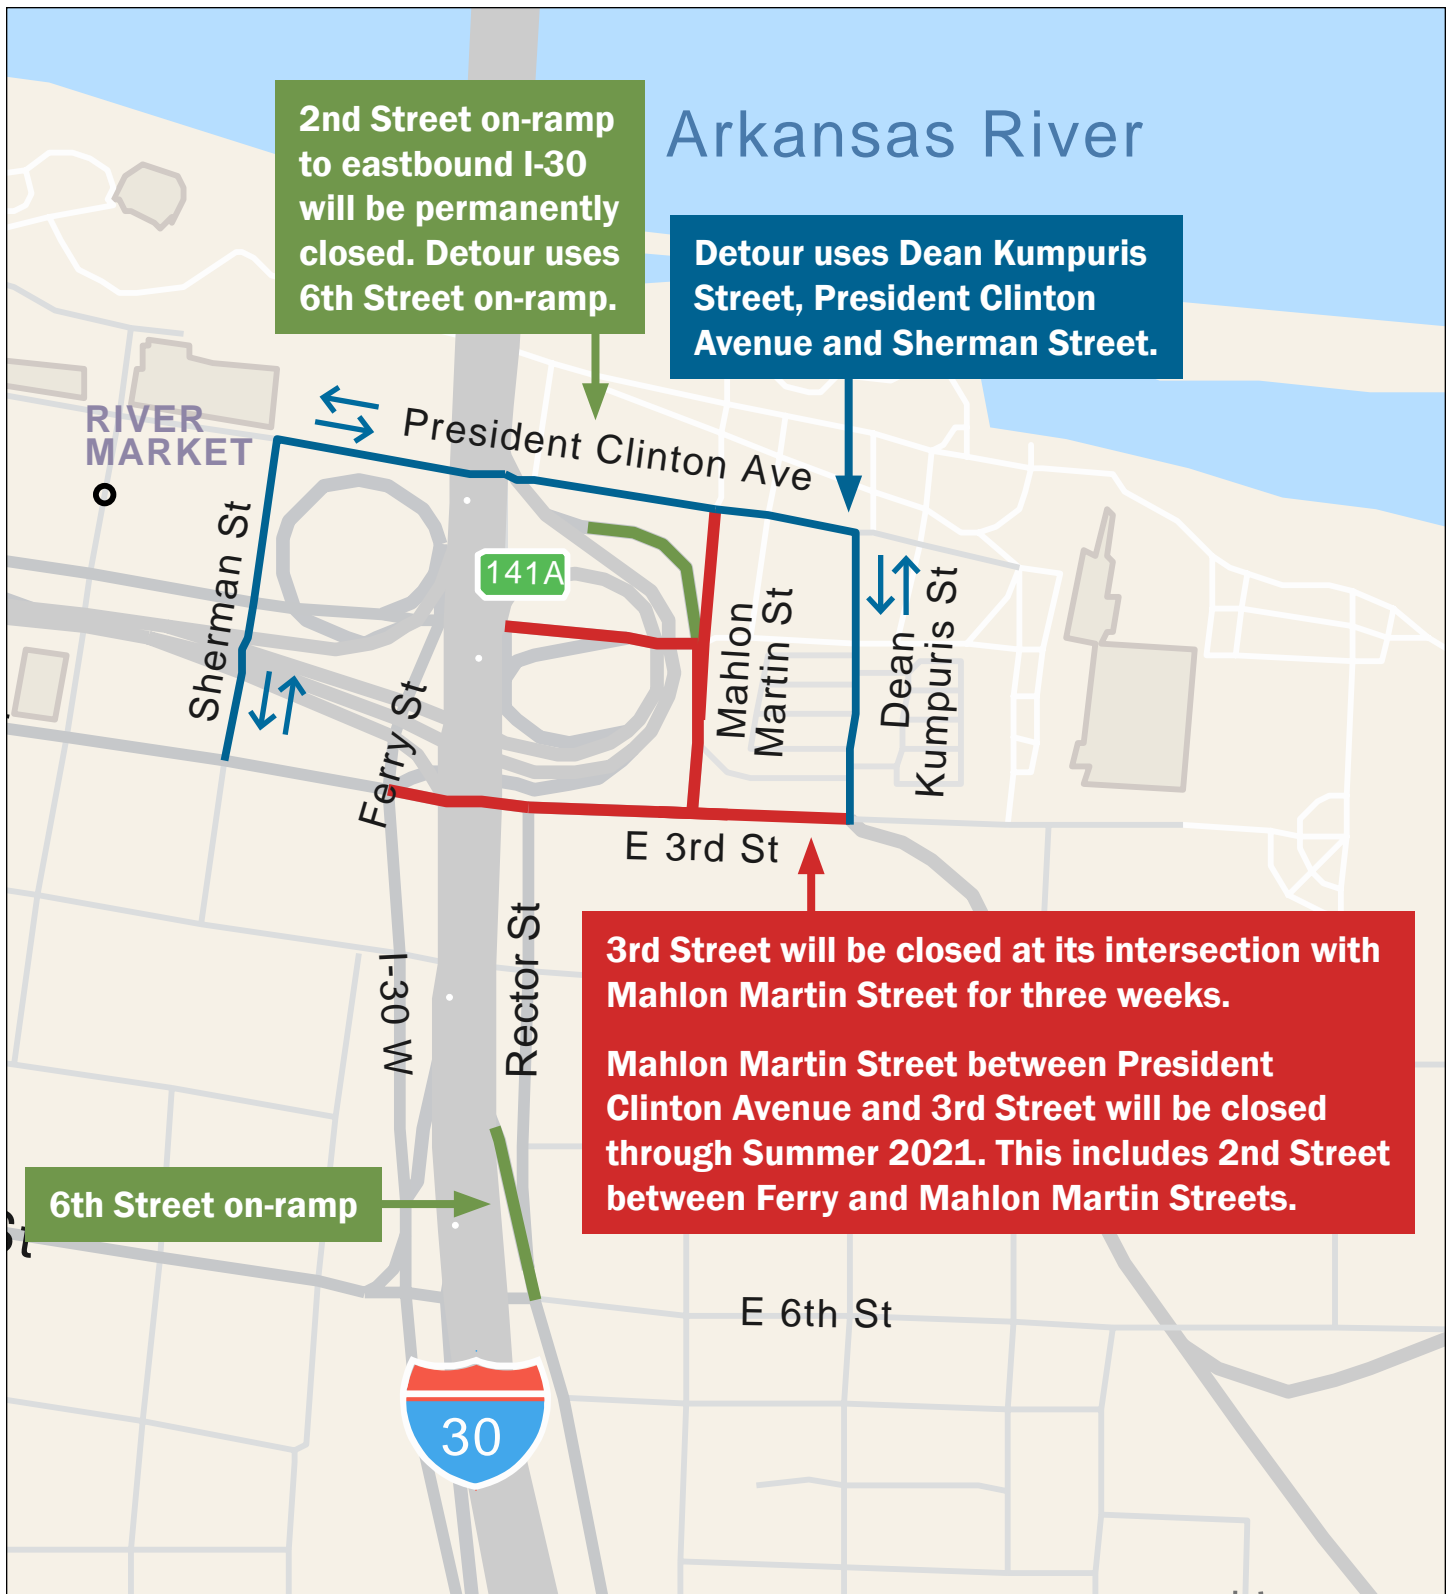 2nd Street on-ramp
to eastbound I-30
will be permanently
closed. Detour uses
6th Street on-ramp.
Arkansas River
Detour uses Dean Kumpuris
Street, President Clinton
Avenue and Sherman Street.
RIVER
MARKET
President Clinton Ave
Sherman St
141A
Mahlon
Martin St
Dean
Kumpuris St
Ferry St
E 3rd St
I-30 W
Rector St
3rd Street will be closed at its intersection with
Mahlon Martin Street for three weeks.
Mahlon Martin Street between President
Clinton Avenue and 3rd Street will be closed
through Summer 2021. This includes 2nd Street
between Ferry and Mahlon Martin Streets.
6th Street on-ramp
St
E 6th St
30